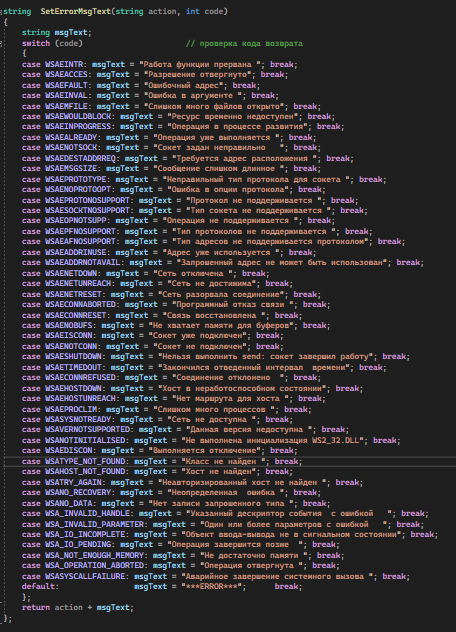 string  SetErrorMsgText(string action, int code)
{
string msgText;
switch (code)                     // проверка кода возврата
{
case WSAEINTR: msgText = "Работа функции прервана "; break;
case WSAEACCES: msgText = "Разрешение отвергнуто"; break;
case WSAEFAULT: msgText = "Ошибочный адрес"; break;
case WSAEINVAL: msgText = "Ошибка в аргументе "; break;
case WSAEMFILE: msgText = "Слишком много файлов открыто"; break;
case WSAEWOULDBLOCK: msgText = "Ресурс временно недоступен"; break;
case WSAEINPROGRESS: msgText = "Операция в процессе развития"; break;
case WSAEALREADY: msgText = "Операция уже выполняется "; break;
case WSAENOTSOCK: msgText = "Сокет задан неправильно   "; break;
case WSAEDESTADDRREQ: msgText = "Требуется адрес расположения "; break;
case WSAEMSGSIZE: msgText = "Сообщение слишком длинное "; break;
case WSAEPROTOTYPE: msgText = "Неправильный тип протокола для сокета "; break;
case WSAENOPROTOOPT: msgText = "Ошибка в опции протокола"; break;
case WSAEPROTONOSUPPORT: msgText = "Протокол не поддерживается "; break;
case WSAESOCKTNOSUPPORT: msgText = "Тип сокета не поддерживается "; break;
case WSAEOPNOTSUPP: msgText = "Операция не поддерживается "; break;
case WSAEPFNOSUPPORT: msgText = "Тип протоколов не поддерживается "; break;
case WSAEAFNOSUPPORT: msgText = "Тип адресов не поддерживается протоколом"; break;
case WSAEADDRINUSE: msgText = "Адрес уже используется "; break;
case WSAEADDRNOTAVAIL: msgText = "Запрошенный адрес не может быть использован"; break;
case WSAENETDOWN: msgText = "Сеть отключена "; break;
case WSAENETUNREACH: msgText = "Сеть не достижима"; break;
case WSAENETRESET: msgText = "Сеть разорвала соединение"; break;
case WSAECONNABORTED: msgText = "Программный отказ связи "; break;
case WSAECONNRESET: msgText = "Связь восстановлена "; break;
case WSAENOBUFS: msgText = "Не хватает памяти для буферов"; break;
case WSAEISCONN: msgText = "Сокет уже подключен"; break;
case WSAENOTCONN: msgText = "Сокет не подключен"; break;
case WSAESHUTDOWN: msgText = "Нельзя выполнить send: сокет завершил работу"; break;
case WSAETIMEDOUT: msgText = "Закончился отведенный интервал  времени"; break;
case WSAECONNREFUSED: msgText = "Соединение отклонено  "; break;
case WSAEHOSTDOWN: msgText = "Хост в неработоспособном состоянии"; break;
case WSAEHOSTUNREACH: msgText = "Нет маршрута для хоста "; break;
case WSAEPROCLIM: msgText = "Слишком много процессов "; break;
case WSASYSNOTREADY: msgText = "Сеть не доступна "; break;
case WSAVERNOTSUPPORTED: msgText = "Данная версия недоступна "; break;
case WSANOTINITIALISED: msgText = "Не выполнена инициализация WS2_32.DLL"; break;
case WSAEDISCON: msgText = "Выполняется отключение"; break;
case WSATYPE_NOT_FOUND: msgText = "Класс не найден "; break;
case WSAHOST_NOT_FOUND: msgText = "Хост не найден"; break;
case WSATRY_AGAIN: msgText = "Неавторизированный хост не найден "; break;
case WSANO_RECOVERY: msgText = "Неопределенная  ошибка "; break;
case WSANO_DATA: msgText = "Нет записи запрошенного типа "; break;
case WSA_INVALID_HANDLE: msgText = "Указанный дескриптор события  с ошибкой   "; break;
case WSA_INVALID_PARAMETER: msgText = "Один или более параметров с ошибкой   "; break;
case WSA_IO_INCOMPLETE: msgText = "Объект ввода-вывода не в сигнальном состоянии"; break;
case WSA_IO_PENDING: msgText = "Операция завершится позже  "; break;
case WSA_NOT_ENOUGH_MEMORY: msgText = "Не достаточно памяти "; break;
case WSA_OPERATION_ABORTED: msgText = "Операция отвергнута "; break;
case WSASYSCALLFAILURE: msgText = "Аварийное завершение системного вызова "; break;
default:                 msgText = "***ERROR***";      break;
};
return action + msgText;
};